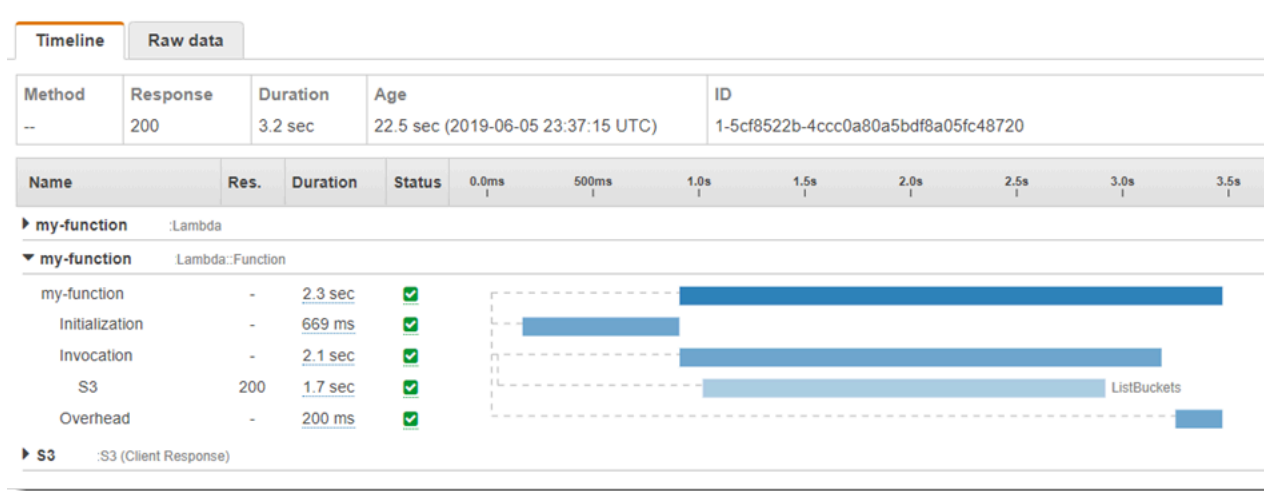 Timeline Raw data
Method Response Duration Age ID
-- 200 3.2 sec 22.5 sec (2019-06-05 23:37:15 UTC) 1-5cf8522b-4ccc0a80a5bdf8a05fc48720
Name Res. Duration Status 0.0ms 500ms 1.0s 1.5s 2.0s 2.5s 3.0s 3.5s
my-function :Lambda
my-function :Lambda::Function
my-function - 2.3 sec
Initialization - 669 ms
Invocation - 2.1 sec
S3 200 1.7 sec ListBuckets
Overhead - 200 ms
S3 :S3 (Client Response)